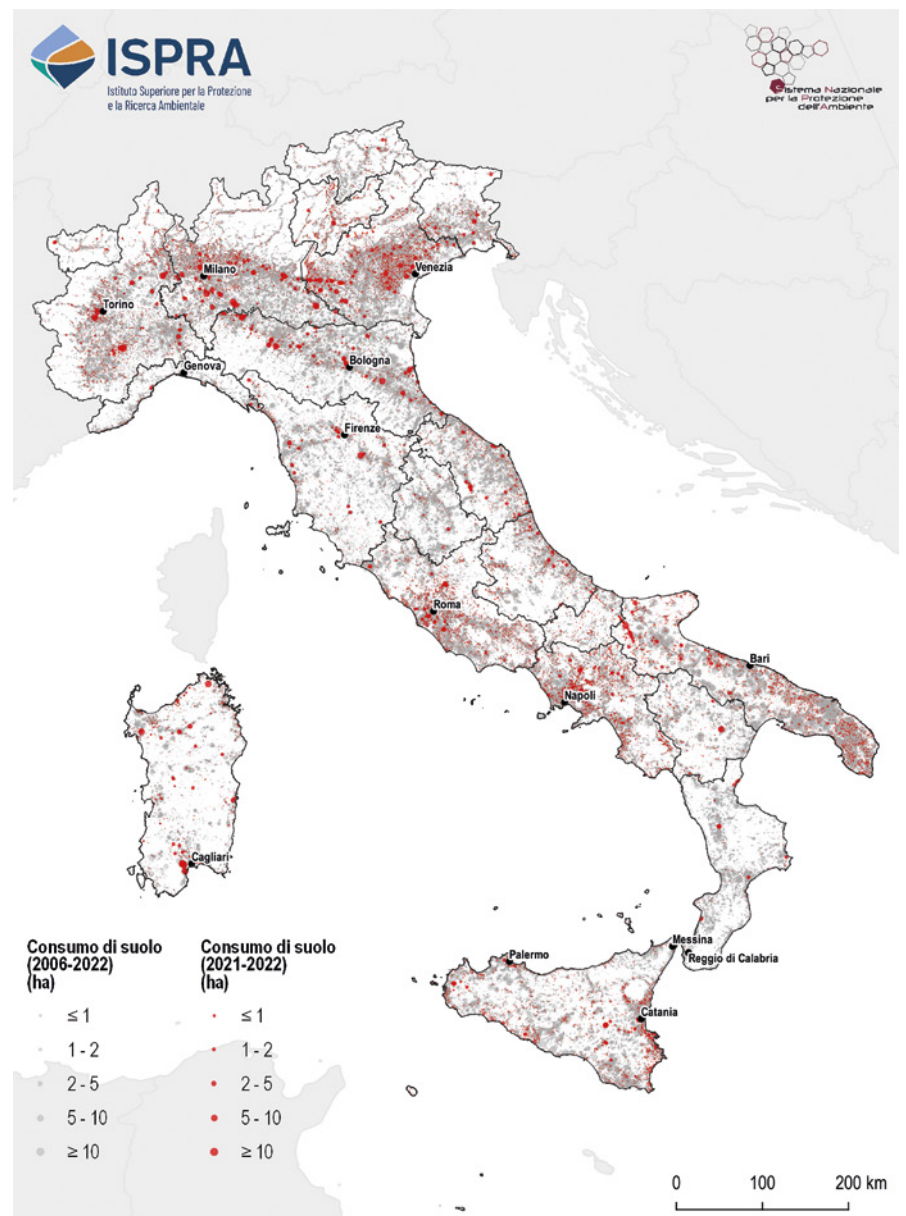 ISPRA
Istituto Superiore per la Protezione
e la Ricerca Ambientale
Sistema Nazionale
per la Protezione
dell'Ambiente
Milano
Venezia
Torino
Bologna
Genova
Firenze
Roma
Bari
Napoli
Cagliari
Messina
Palermo
Reggio di Calabria
Catania
Consumo di suolo
(2006-2022)
(ha)
≤ 1
1 - 2
2 - 5
5 - 10
≥ 10
Consumo di suolo
(2021-2022)
(ha)
≤ 1
1 - 2
2 - 5
5 - 10
≥ 10
0 100 200 km